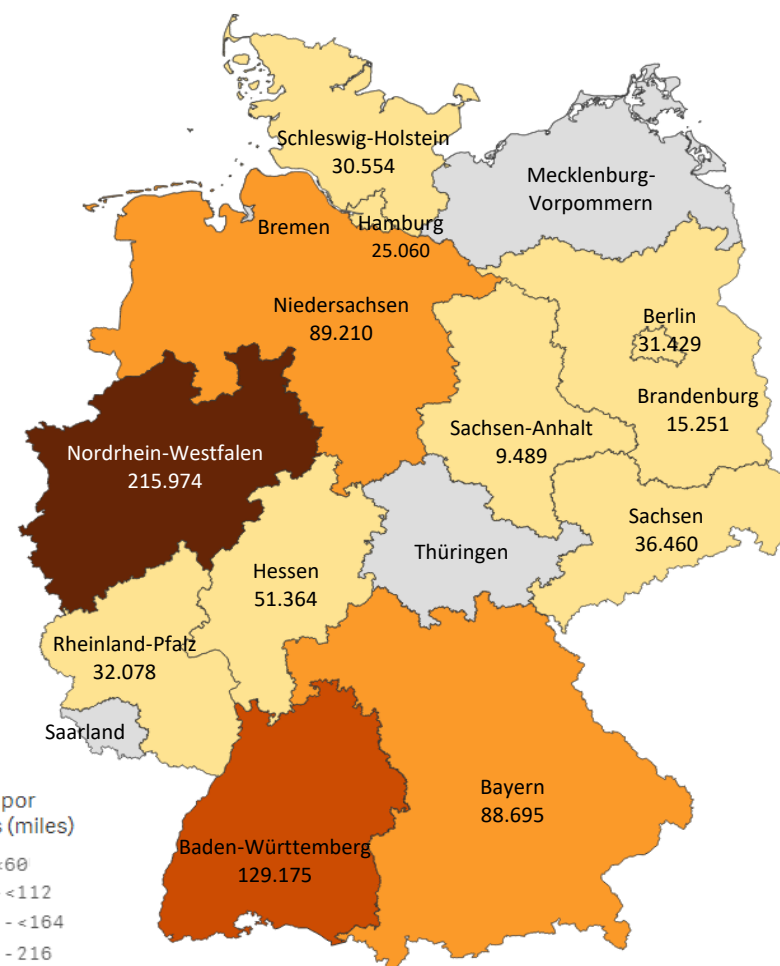 Schleswig-Holstein
30.554
Mecklenburg-
Vorpommern
Hamburg
25.060
Bremen
Niedersachsen
89.210
Berlin
31.429
Brandenburg
15.251
Sachsen-Anhalt
9.489
Nordrhein-Westfalen
215.974
Sachsen
36.460
Thüringen
Hessen
51.364
Rheinland-Pfalz
32.078
Saarland
Bayern
88.695
Baden-Württemberg
129.175
por
s (miles)
<60
<112
- <164
- 216